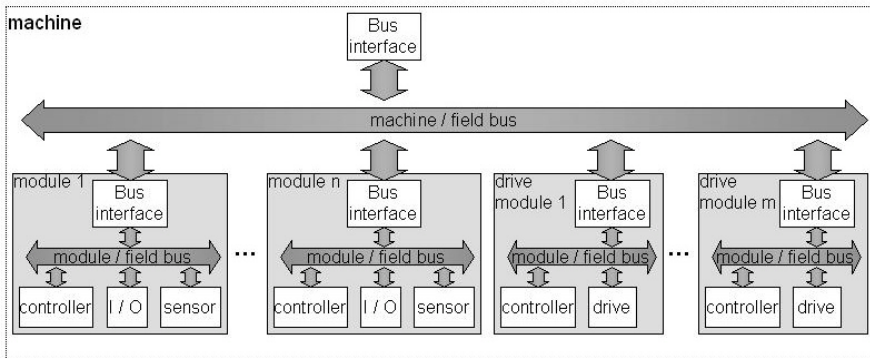 machine
Bus
interface
machine / field bus
module 1
Bus
interface
module / field bus
controller
I / O
sensor
...
module n
Bus
interface
module / field bus
controller
I / O
sensor
drive
module 1
Bus
interface
module / field bus
controller
drive
...
drive
module m
Bus
interface
module / field bus
controller
drive